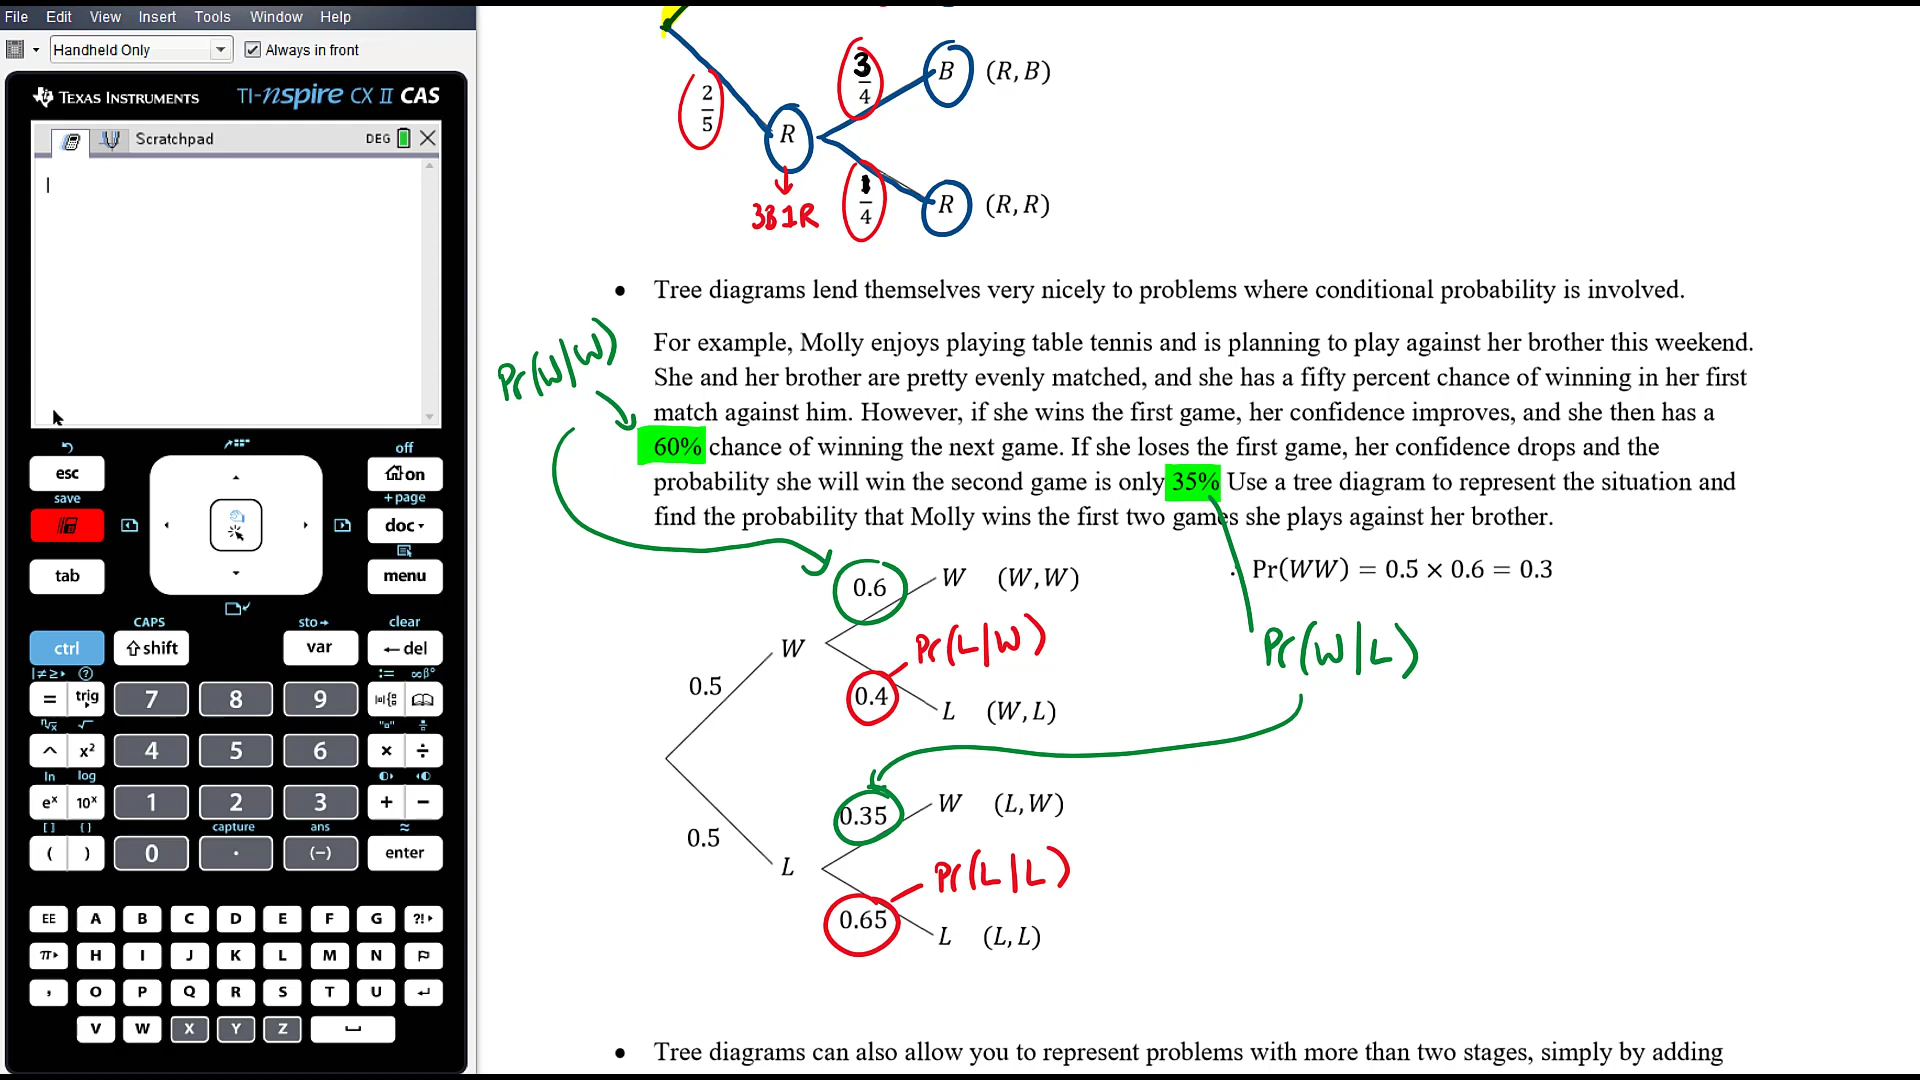 File Edit View Insert Tools Window Help
Handheld Only Always in front
TEXAS INSTRUMENTS TI-nspire CX II CAS
Scratchpad DEG
off
esc on
save + page
doc
tab menu
CAPS sto→ clear
ctrl shift var ←del
|≠≥▸ ? := ∞β°
= trig 7 8 9
ⁿ√x √ "▫" ÷
^ x² 4 5 6 × ÷
ln log
eˣ 10ˣ 1 2 3 + −
[ ] { } capture ans ≈
( ) 0 . (−) enter
EE A B C D E F G ?!▸
π▸ H I J K L M N
, O P Q R S T U ↵
V W X Y Z
2/5 R 3/4 B (R, B)
3B 1R 1/4 R (R, R)
• Tree diagrams lend themselves very nicely to problems where conditional probability is involved.
Pr(W|W)
For example, Molly enjoys playing table tennis and is planning to play against her brother this weekend.
She and her brother are pretty evenly matched, and she has a fifty percent chance of winning in her first
match against him. However, if she wins the first game, her confidence improves, and she then has a
60% chance of winning the next game. If she loses the first game, her confidence drops and the
probability she will win the second game is only 35% Use a tree diagram to represent the situation and
find the probability that Molly wins the first two games she plays against her brother.
Pr(WW) = 0.5 × 0.6 = 0.3
0.6 W (W, W)
Pr(L|W)
Pr(W|L)
W
0.5
0.4 L (W, L)
0.35 W (L, W)
0.5
L
Pr(L|L)
0.65 L (L, L)
• Tree diagrams can also allow you to represent problems with more than two stages, simply by adding